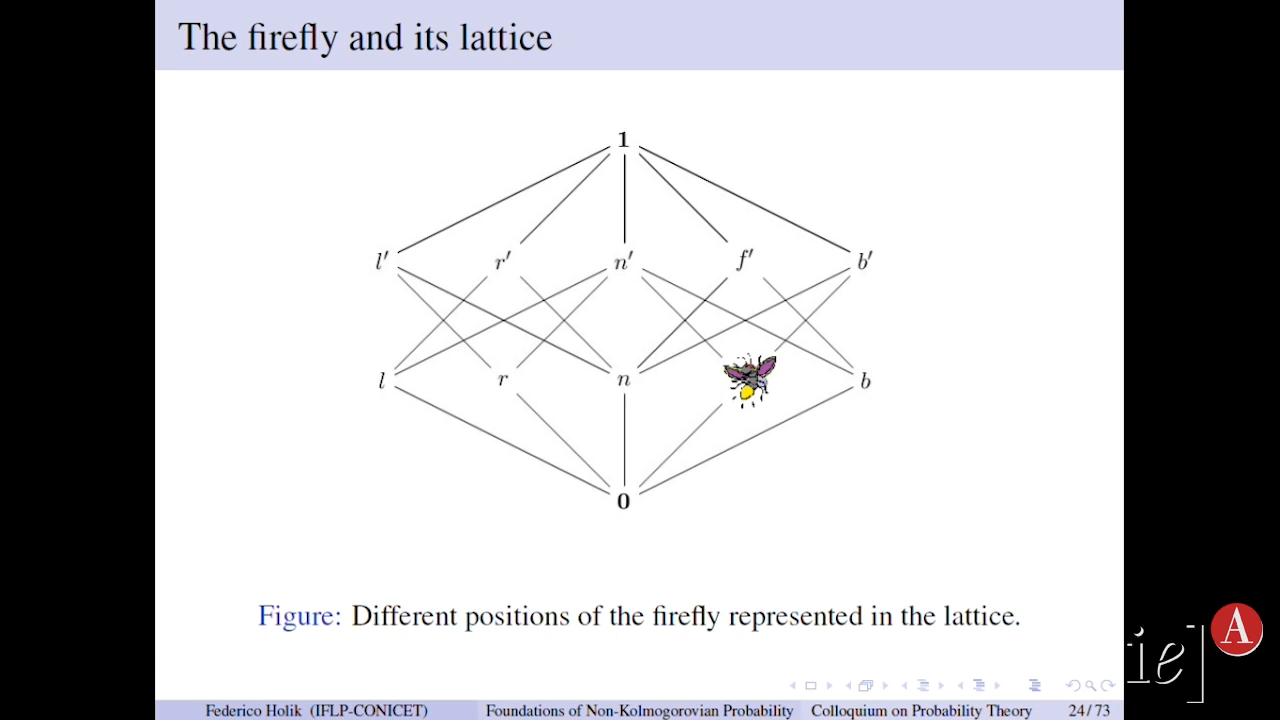 The firefly and its lattice
1
l′ r′ n′ f′ b′
l r n b
0
Figure: Different positions of the firefly represented in the lattice.
ie] A
Federico Holik (IFLP-CONICET) Foundations of Non-Kolmogorovian Probability Colloquium on Probability Theory 24/73